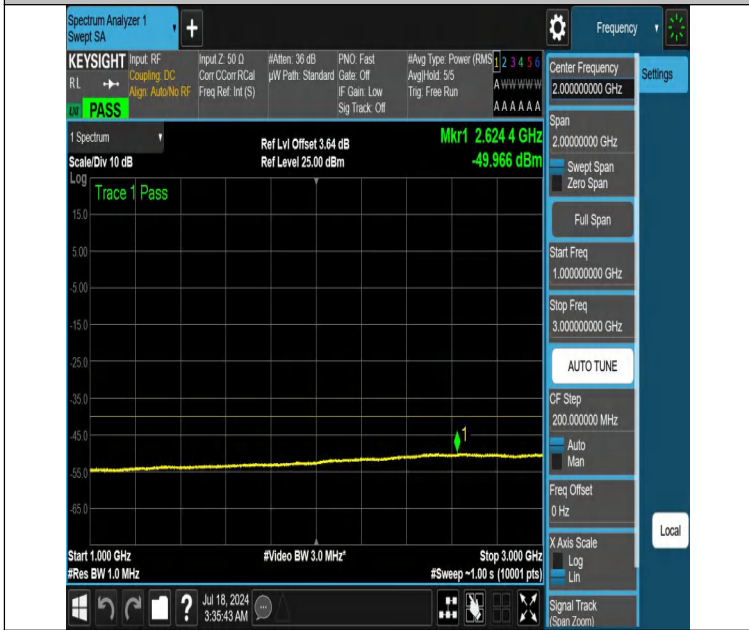 Spectrum Analyzer 1
Swept SA
+
Frequency
KEYSIGHT
RL
LXI
PASS
Input: RF
Coupling: DC
Align: Auto/No RF
Input Z: 50 Ω
Corr CCorr RCal
Freq Ref: Int (S)
#Atten: 36 dB
µW Path: Standard
PNO: Fast
Gate: Off
IF Gain: Low
Sig Track: Off
#Avg Type: Power (RMS
Avg|Hold: 5/5
Trig: Free Run
1 2 3 4 5 6
A W W W W W
A A A A A A
Center Frequency
2.000000000 GHz
Settings
Span
2.00000000 GHz
Swept Span
Zero Span
Full Span
Start Freq
1.000000000 GHz
Stop Freq
3.000000000 GHz
AUTO TUNE
CF Step
200.000000 MHz
Auto
Man
Freq Offset
0 Hz
X Axis Scale
Log
Lin
Signal Track
(Span Zoom)
Local
1 Spectrum
Scale/Div 10 dB
Ref Lvl Offset 3.64 dB
Ref Level 25.00 dBm
Mkr1 2.624 4 GHz
-49.966 dBm
Log
Trace 1 Pass
15.0
5.00
-5.00
-15.0
-25.0
-35.0
-45.0
-55.0
-65.0
1
Start 1.000 GHz
#Res BW 1.0 MHz
#Video BW 3.0 MHz*
Stop 3.000 GHz
#Sweep ~1.00 s (10001 pts)
?
Jul 18, 2024
3:35:43 AM